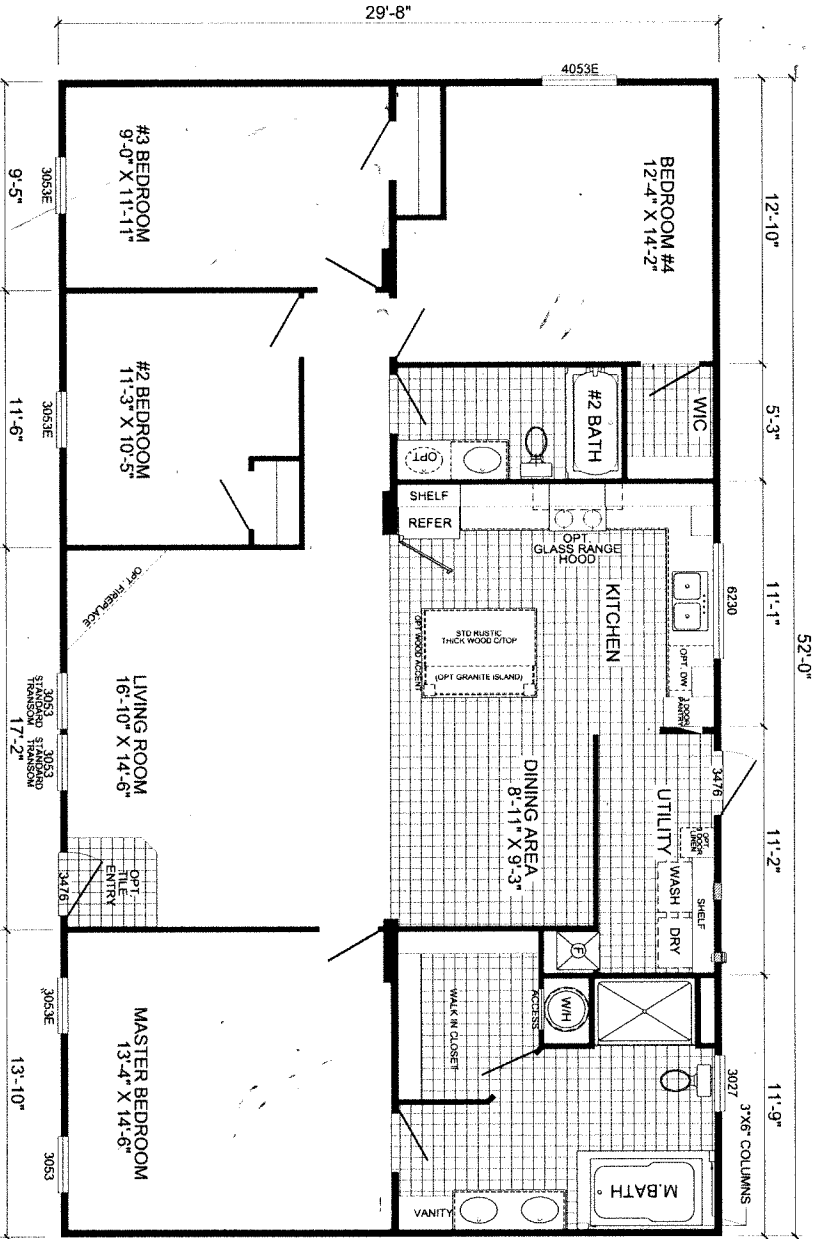 29'-8"
4053E
12'-10"
5'-3"
11'-1"
52'-0"
11'-2"
11'-9"
#3 BEDROOM
9'-0" X 11'-11"
BEDROOM #4
12'-4" X 14'-2"
3053E
9'-5"
#2 BEDROOM
11'-3" X 10'-5"
3053E
11'-6"
#2 BATH
WIC
OPT.
SHELF
REFER
OPT.
GLASS RANGE
HOOD
KITCHEN
6230
STD RUSTIC
THICK WOOD C/TOP
(OPT GRANITE ISLAND)
OPT WOOD ACCENT
OPT. DW
2 DOOR
PANTRY
OPT. FIREPLACE
LIVING ROOM
16'-10" X 14'-6"
3053
STANDARD
TRANSOM
3053
STANDARD
TRANSOM
17'-2"
DINING AREA
8'-11" X 9'-3"
UTILITY
3476
OPT
2 DOOR
LINEN
WASH
DRY
SHELF
OPT.
TILE
ENTRY
3476
F
W/H
ACCESS
WALK IN CLOSET
3027
3"X6" COLUMNS
MASTER BEDROOM
13'-4" X 14'-6"
3053E
3053
13'-10"
M.BATH
VANITY